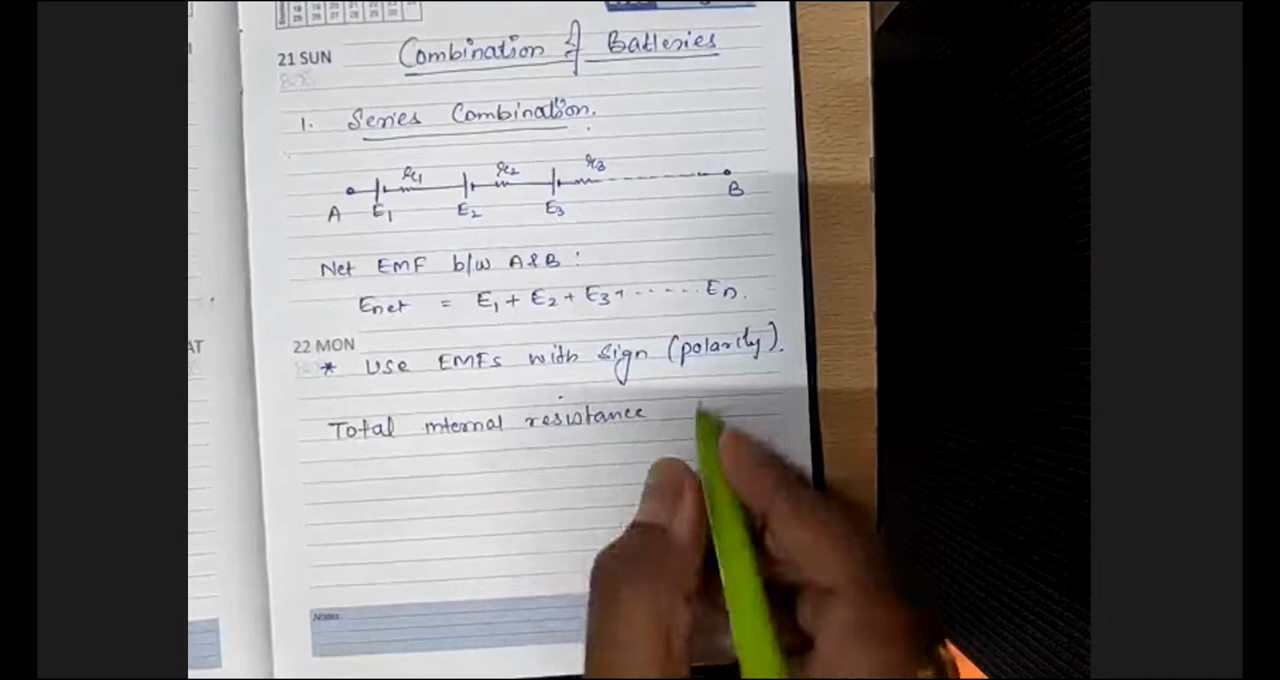 21 SUN
Combination of Batteries
1. Series Combination.
r1 r2 r3
A E1 E2 E3 B
Net EMF b/w A & B :
Enet = E1 + E2 + E3 + ...... En.
22 MON
* Use EMFs with sign (polarity).
Total internal resistance
Notes